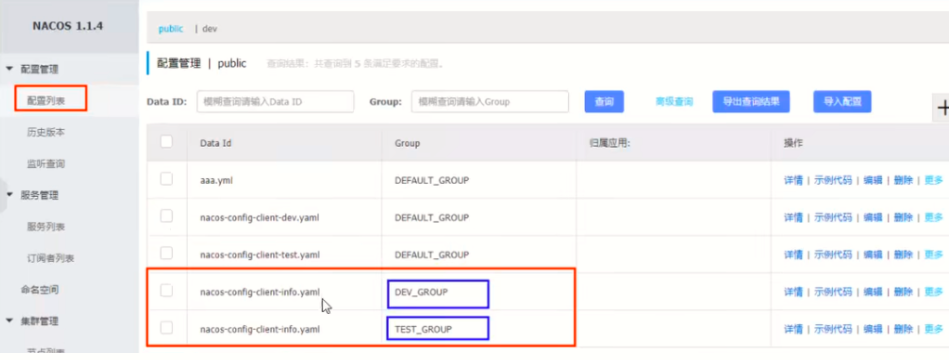 NACOS 1.1.4
public | dev
配置管理
配置列表
历史版本
监听查询
服务管理
服务列表
订阅者列表
命名空间
集群管理
节点列表
配置管理 | public 查询结果：共查询到 5 条满足要求的配置。
Data ID: 模糊查询请输入Data ID Group: 模糊查询请输入Group 查询 高级查询 导出查询结果 导入配置 +
Data Id Group 归属应用: 操作
aaa.yml DEFAULT_GROUP 详情 | 示例代码 | 编辑 | 删除 | 更多
nacos-config-client-dev.yaml DEFAULT_GROUP 详情 | 示例代码 | 编辑 | 删除 | 更多
nacos-config-client-test.yaml DEFAULT_GROUP 详情 | 示例代码 | 编辑 | 删除 | 更多
nacos-config-client-info.yaml DEV_GROUP 详情 | 示例代码 | 编辑 | 删除 | 更多
nacos-config-client-info.yaml TEST_GROUP 详情 | 示例代码 | 编辑 | 删除 | 更多